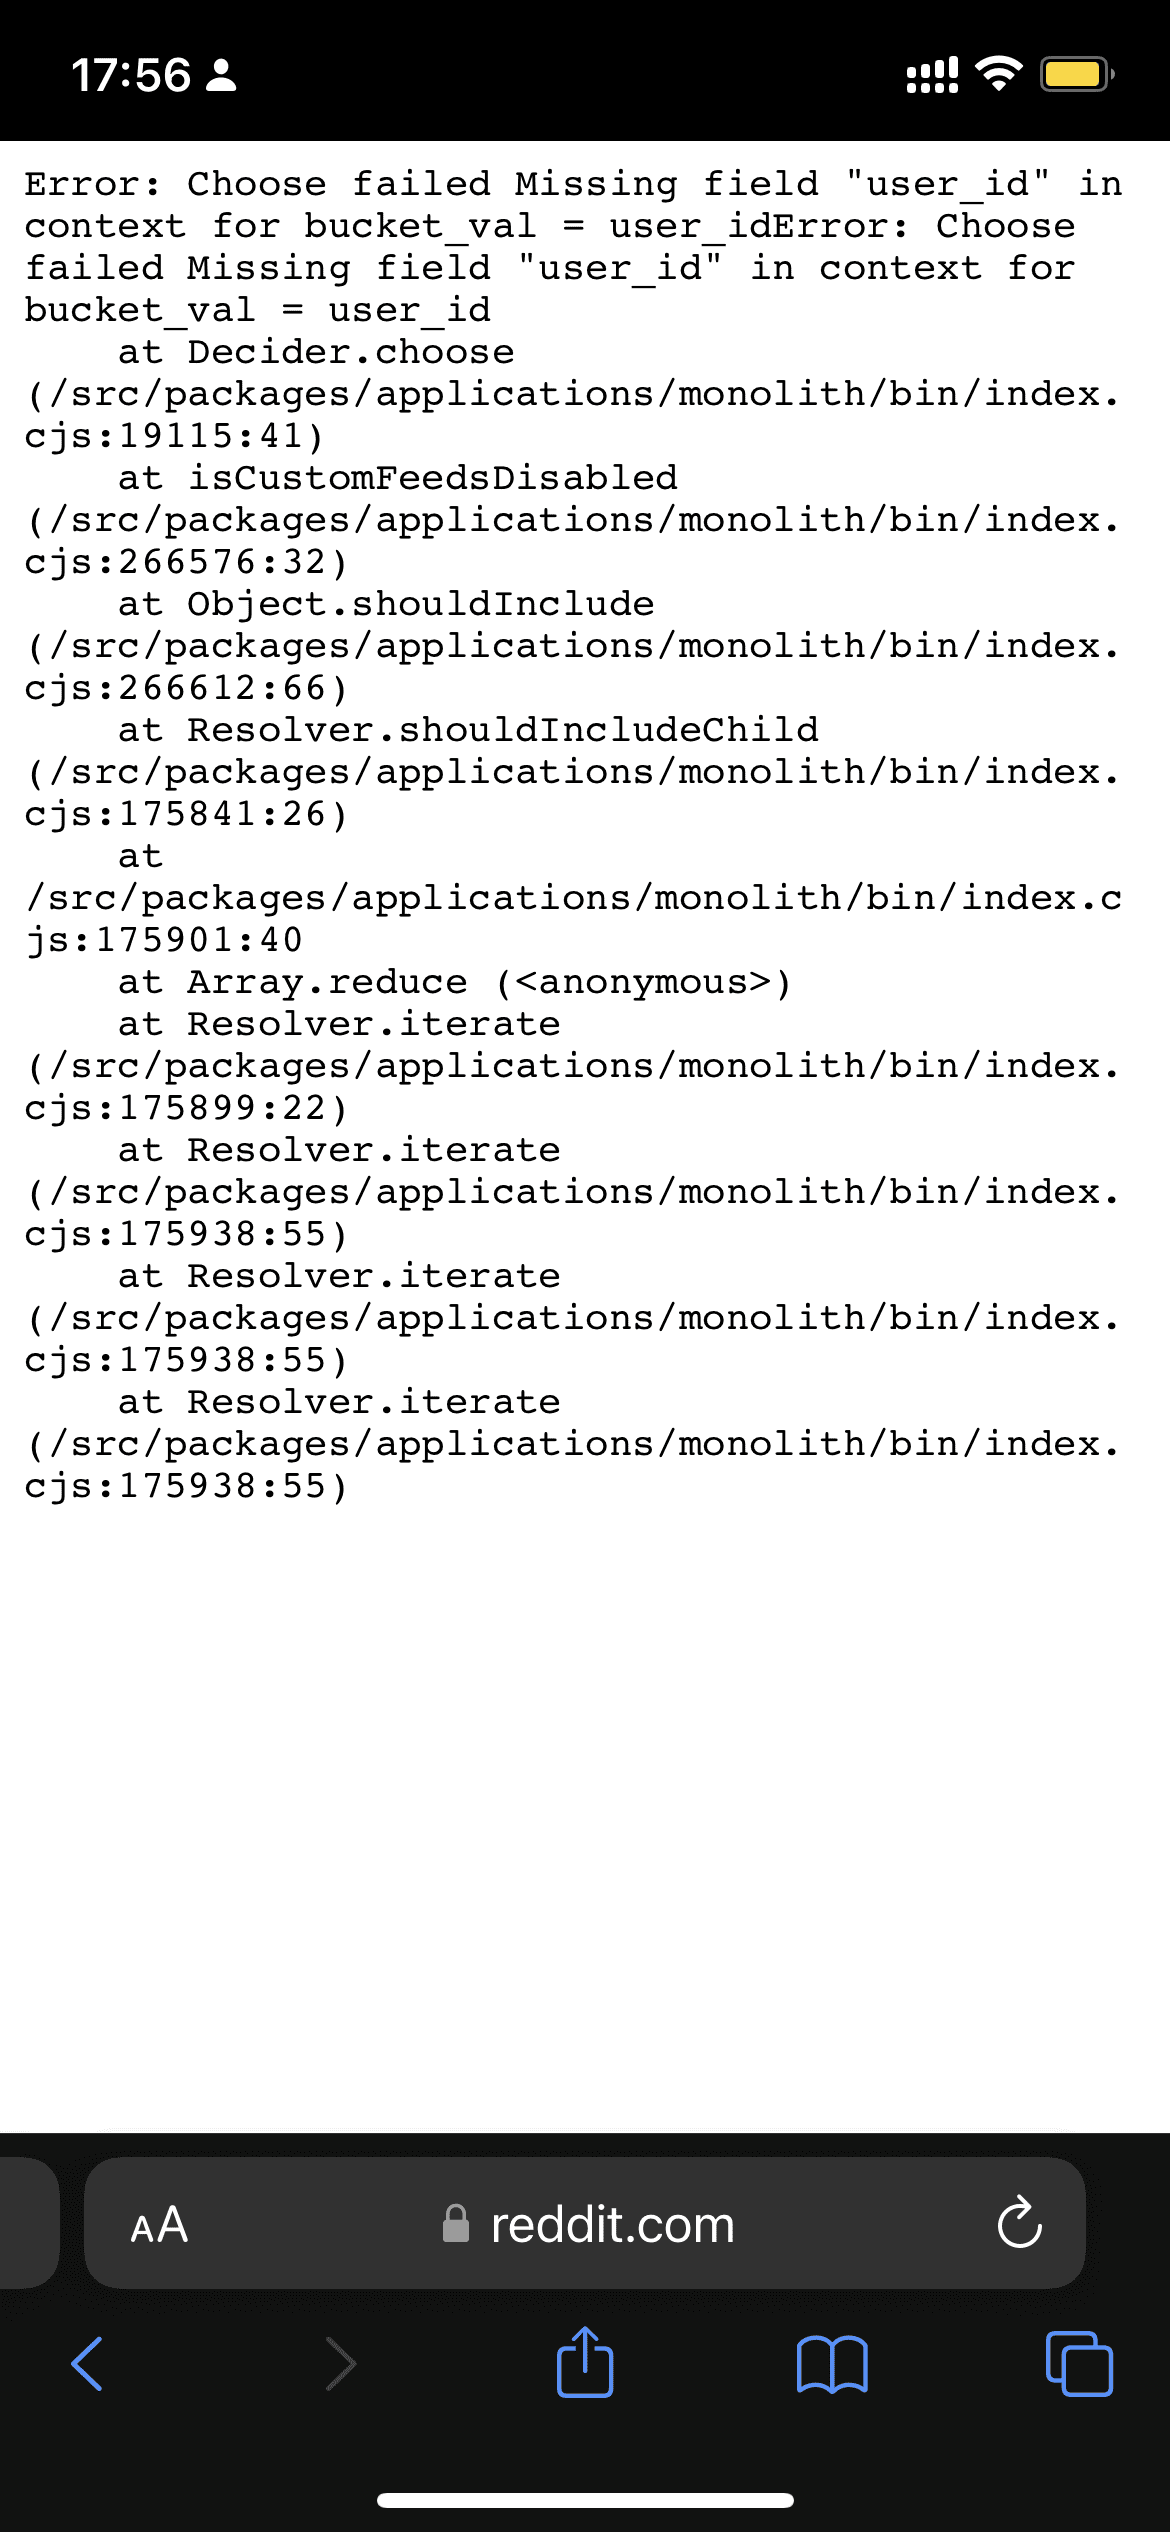 17:56
Error: Choose failed Missing field "user_id" in
context for bucket_val = user_idError: Choose
failed Missing field "user_id" in context for
bucket_val = user_id
    at Decider.choose
(/src/packages/applications/monolith/bin/index.
cjs:19115:41)
    at isCustomFeedsDisabled
(/src/packages/applications/monolith/bin/index.
cjs:266576:32)
    at Object.shouldInclude
(/src/packages/applications/monolith/bin/index.
cjs:266612:66)
    at Resolver.shouldIncludeChild
(/src/packages/applications/monolith/bin/index.
cjs:175841:26)
    at
/src/packages/applications/monolith/bin/index.c
js:175901:40
    at Array.reduce (<anonymous>)
    at Resolver.iterate
(/src/packages/applications/monolith/bin/index.
cjs:175899:22)
    at Resolver.iterate
(/src/packages/applications/monolith/bin/index.
cjs:175938:55)
    at Resolver.iterate
(/src/packages/applications/monolith/bin/index.
cjs:175938:55)
    at Resolver.iterate
(/src/packages/applications/monolith/bin/index.
cjs:175938:55)
AA reddit.com